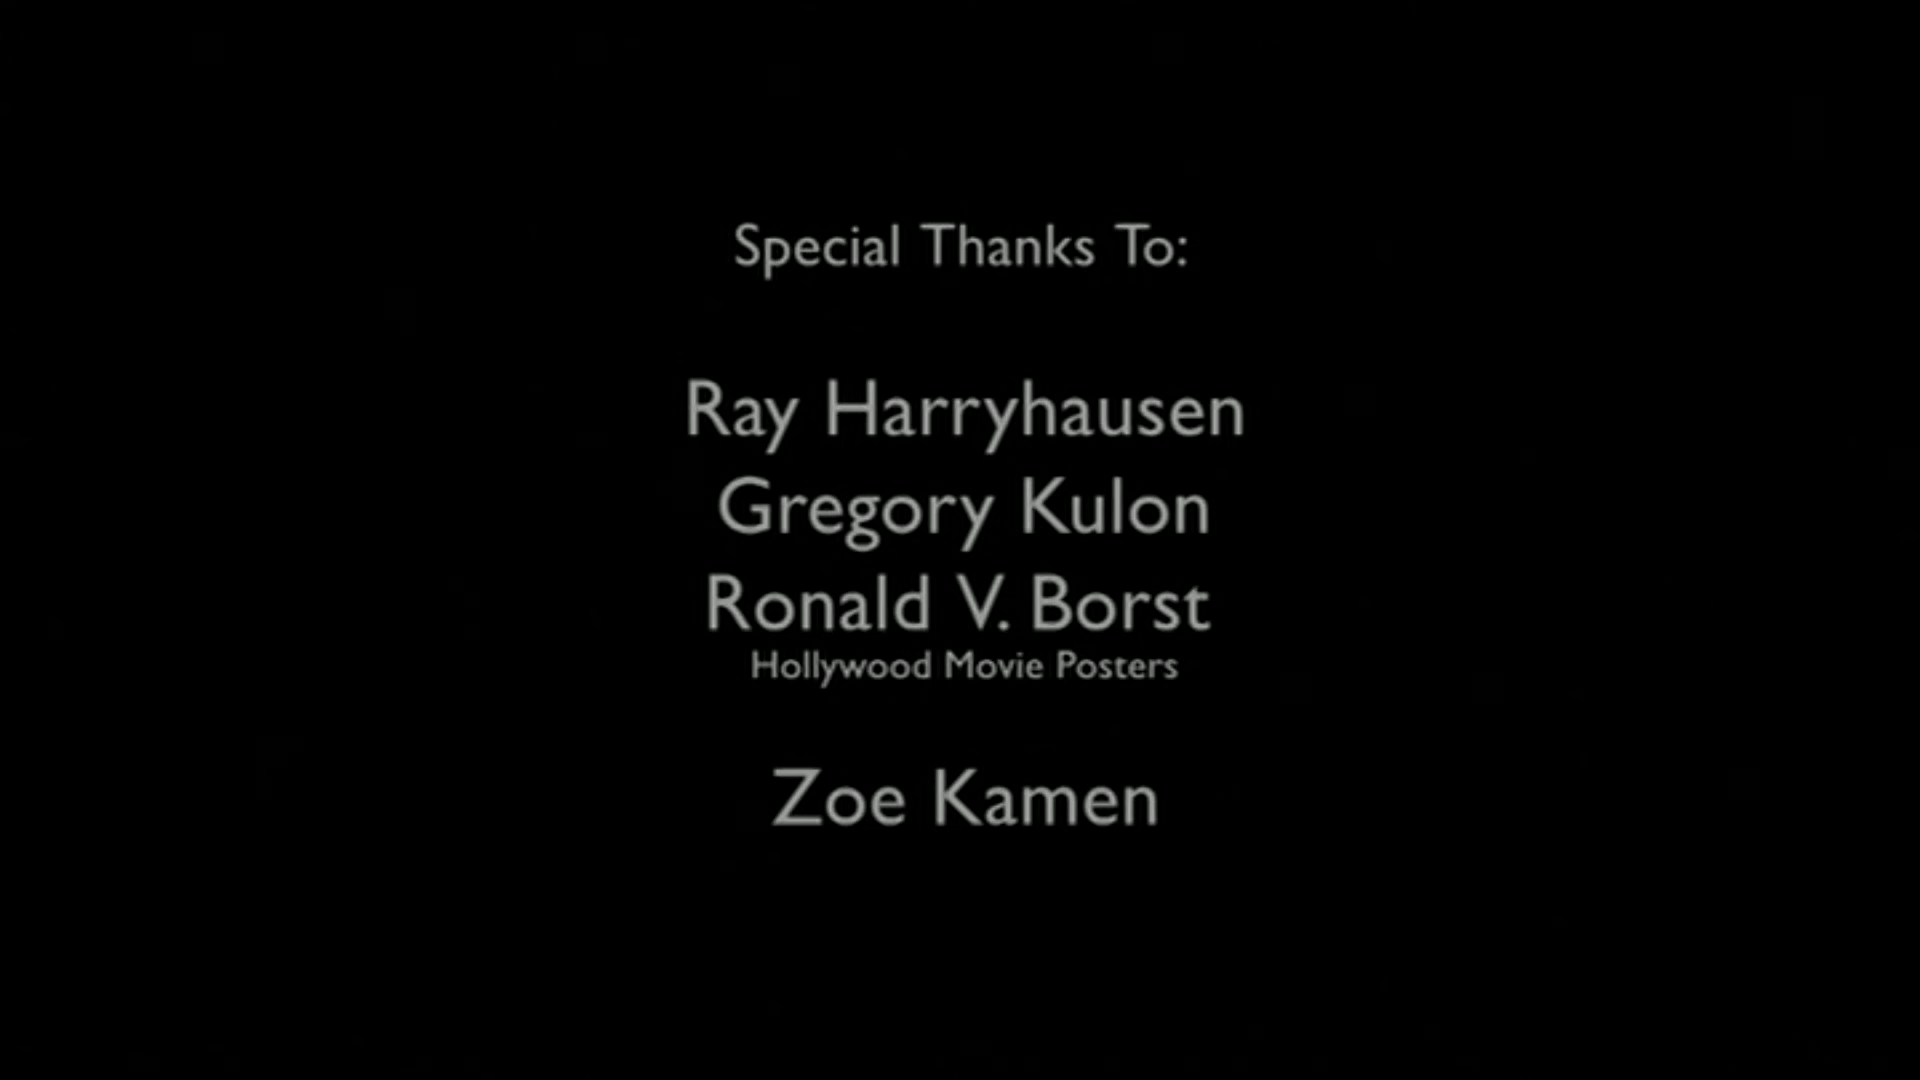 Special Thanks To:
Ray Harryhausen
Gregory Kulon
Ronald V. Borst
Hollywood Movie Posters
Zoe Kamen